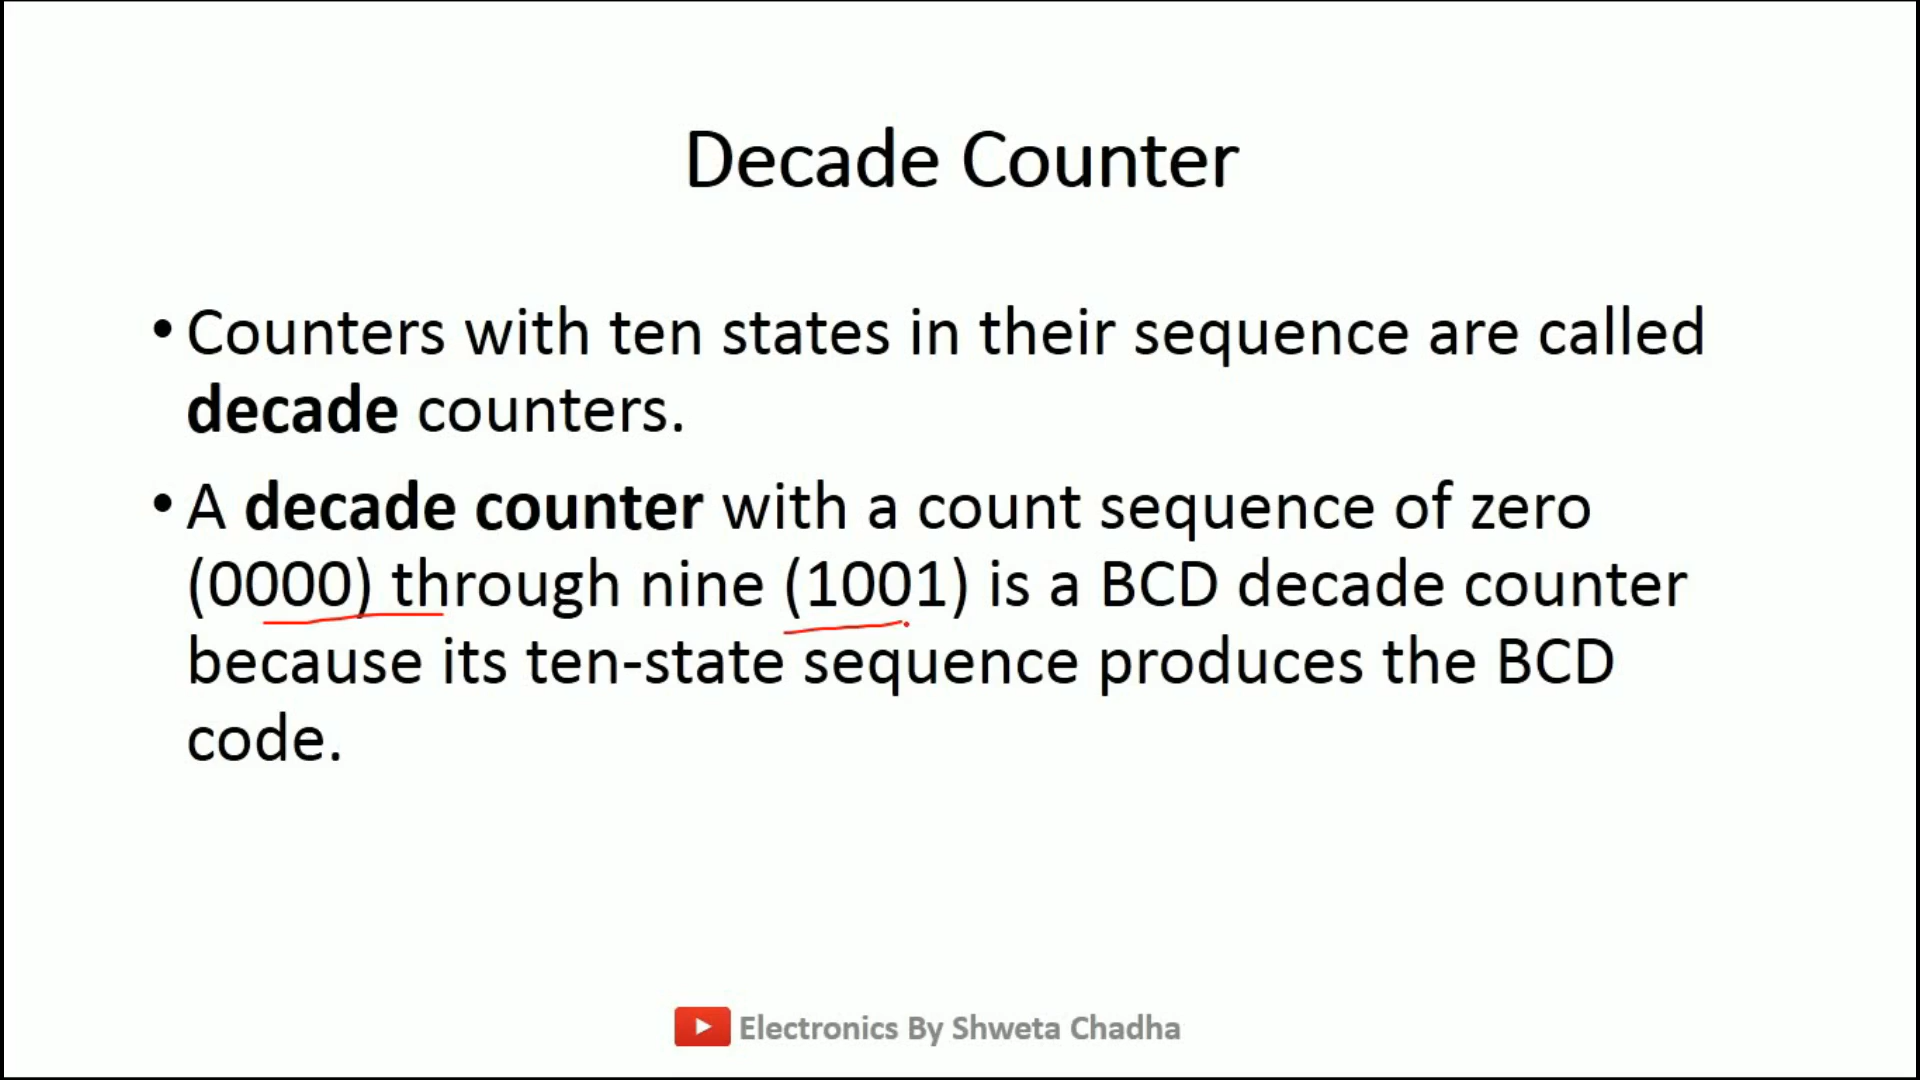 Decade Counter
• Counters with ten states in their sequence are called
decade counters.
• A decade counter with a count sequence of zero
(0000) through nine (1001) is a BCD decade counter
because its ten-state sequence produces the BCD
code.
Electronics By Shweta Chadha